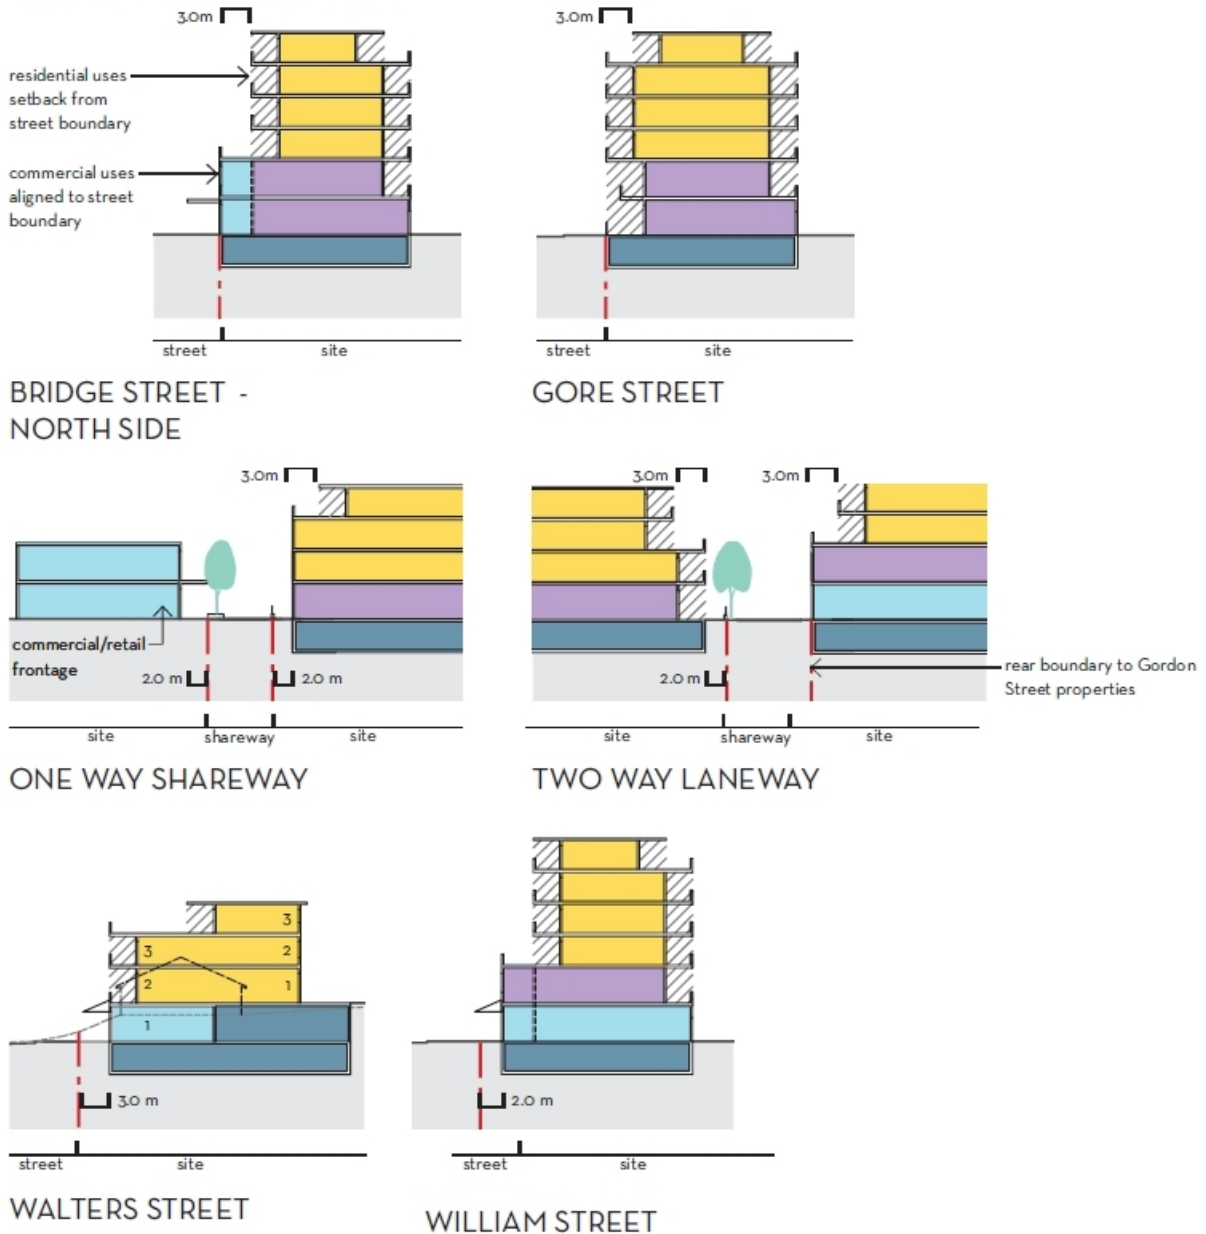 3.0m
residential uses
setback from
street boundary
commercial uses
aligned to street
boundary
street
site
BRIDGE STREET -
NORTH SIDE
3.0m
street
site
GORE STREET
3.0m
commercial/retail
frontage
2.0 m
2.0 m
site
shareway
site
ONE WAY SHAREWAY
3.0m
3.0m
2.0 m
rear boundary to Gordon
Street properties
site
shareway
site
TWO WAY LANEWAY
3
3
2
2
1
1
3.0 m
street
site
WALTERS STREET
2.0 m
street
site
WILLIAM STREET